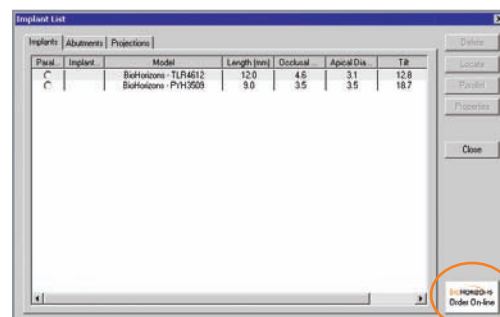 Implant List
Implants Abutments Projections
Paral... Implant... Model Length (mm) Occlusal ... Apical Dia... Tilt
BioHorizons - TLR4612 12.0 4.6 3.1 12.8
BioHorizons - PYH3509 9.0 3.5 3.5 18.7
Delete
Locate
Parallel
Properties
Close
BIOHORIZONS
Order On-line